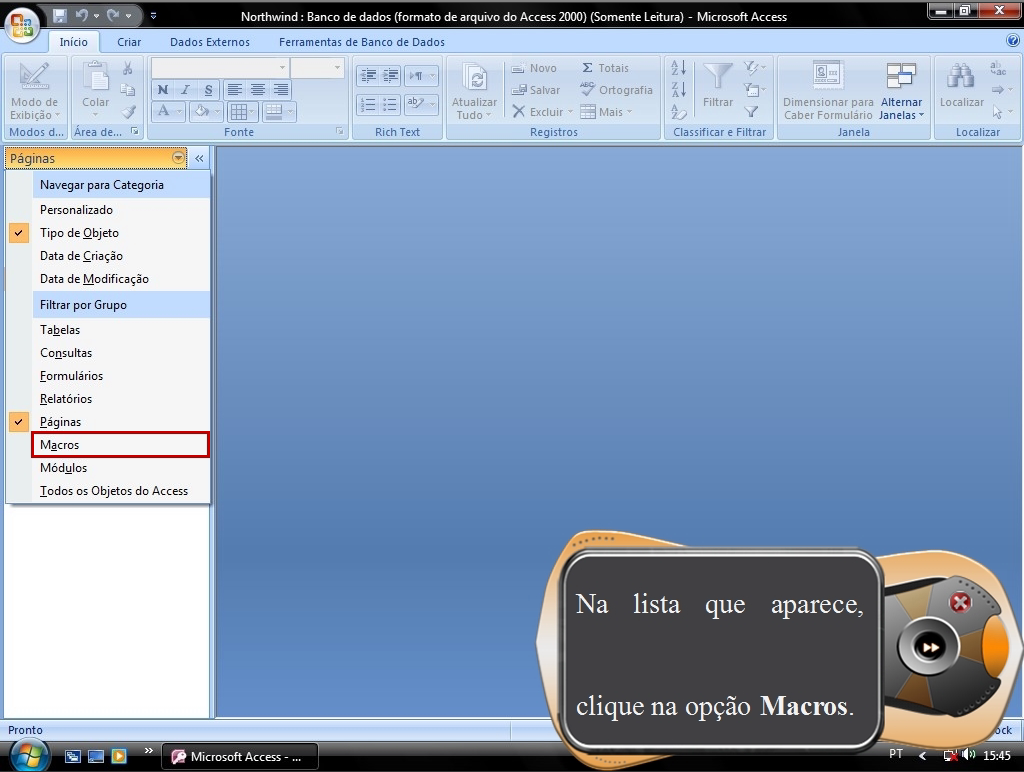 Northwind : Banco de dados (formato de arquivo do Access 2000) (Somente Leitura) - Microsoft Access
Início Criar Dados Externos Ferramentas de Banco de Dados
Modo de Exibição
Modos d...
Colar
Área de...
N I S
A
Fonte
ab
Rich Text
Atualizar Tudo
Novo
Salvar
Excluir
Σ Totais
ABC Ortografia
Mais
Registros
A Z
Z A
A Z
Filtrar
Classificar e Filtrar
Dimensionar para Caber Formulário
Alternar Janelas
Janela
Localizar
ab ac
Localizar
Páginas «
Navegar para Categoria
Personalizado
Tipo de Objeto
Data de Criação
Data de Modificação
Filtrar por Grupo
Tabelas
Consultas
Formulários
Relatórios
Páginas
Macros
Módulos
Todos os Objetos do Access
Na lista que aparece,
clique na opção Macros.
Pronto
ock
» Microsoft Access - ... PT 15:45